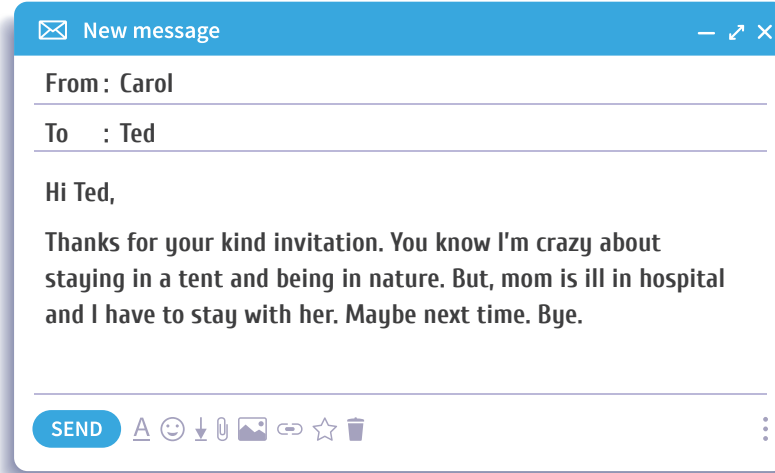 New message
From : Carol
To : Ted
Hi Ted,
Thanks for your kind invitation. You know I'm crazy about
staying in a tent and being in nature. But, mom is ill in hospital
and I have to stay with her. Maybe next time. Bye.
SEND A